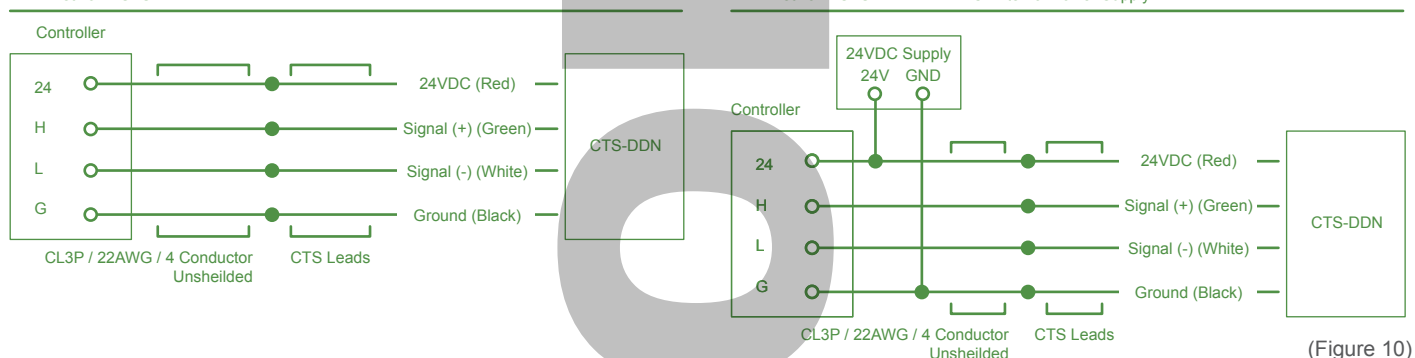 Controller
24
H
L
G
24VDC (Red)
Signal (+) (Green)
Signal (-) (White)
Ground (Black)
CTS-DDN
CL3P / 22AWG / 4 Conductor
Unsheilded
CTS Leads
24VDC Supply
24V GND
Controller
24
H
L
G
24VDC (Red)
Signal (+) (Green)
Signal (-) (White)
Ground (Black)
CTS-DDN
CL3P / 22AWG / 4 Conductor
Unsheilded
CTS Leads
(Figure 10)